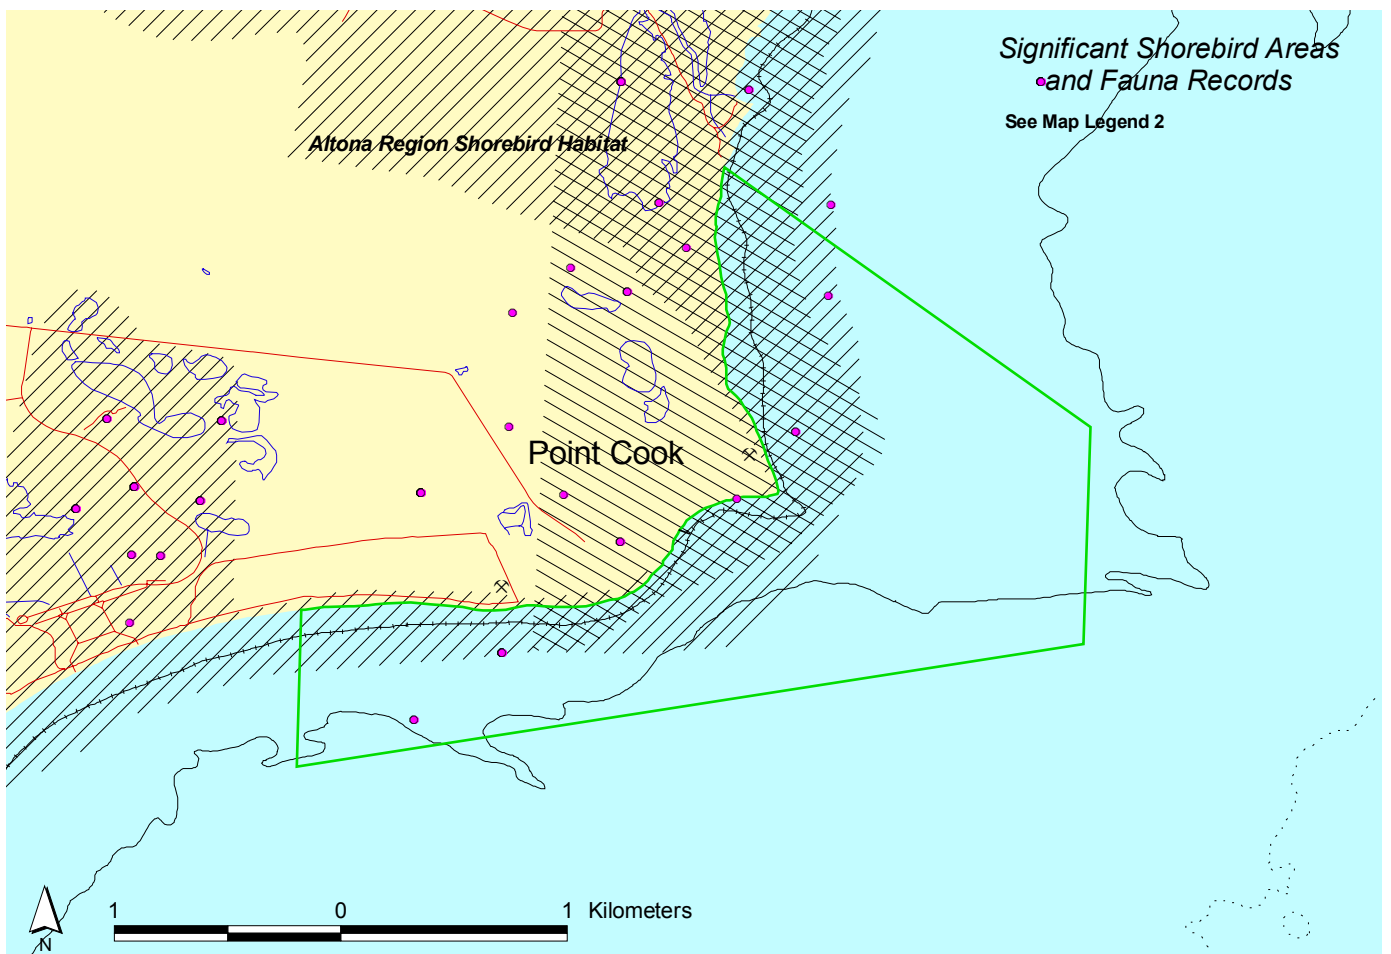 Significant Shorebird Areas
and Fauna Records
See Map Legend 2
Altona Region Shorebird Habitat
Point Cook
1 0 1 Kilometers
N